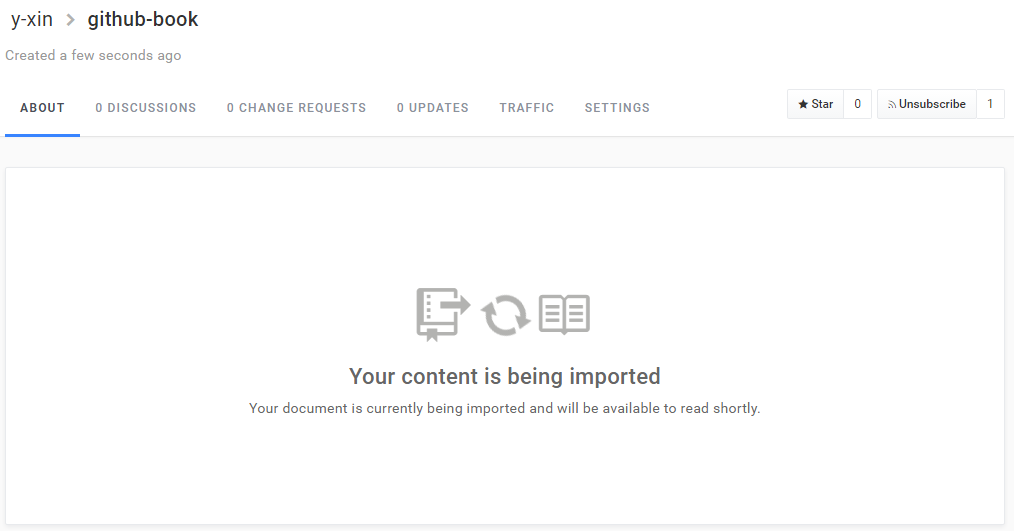 y-xin > github-book
Created a few seconds ago
ABOUT 0 DISCUSSIONS 0 CHANGE REQUESTS 0 UPDATES TRAFFIC SETTINGS Star 0 Unsubscribe 1
Your content is being imported
Your document is currently being imported and will be available to read shortly.